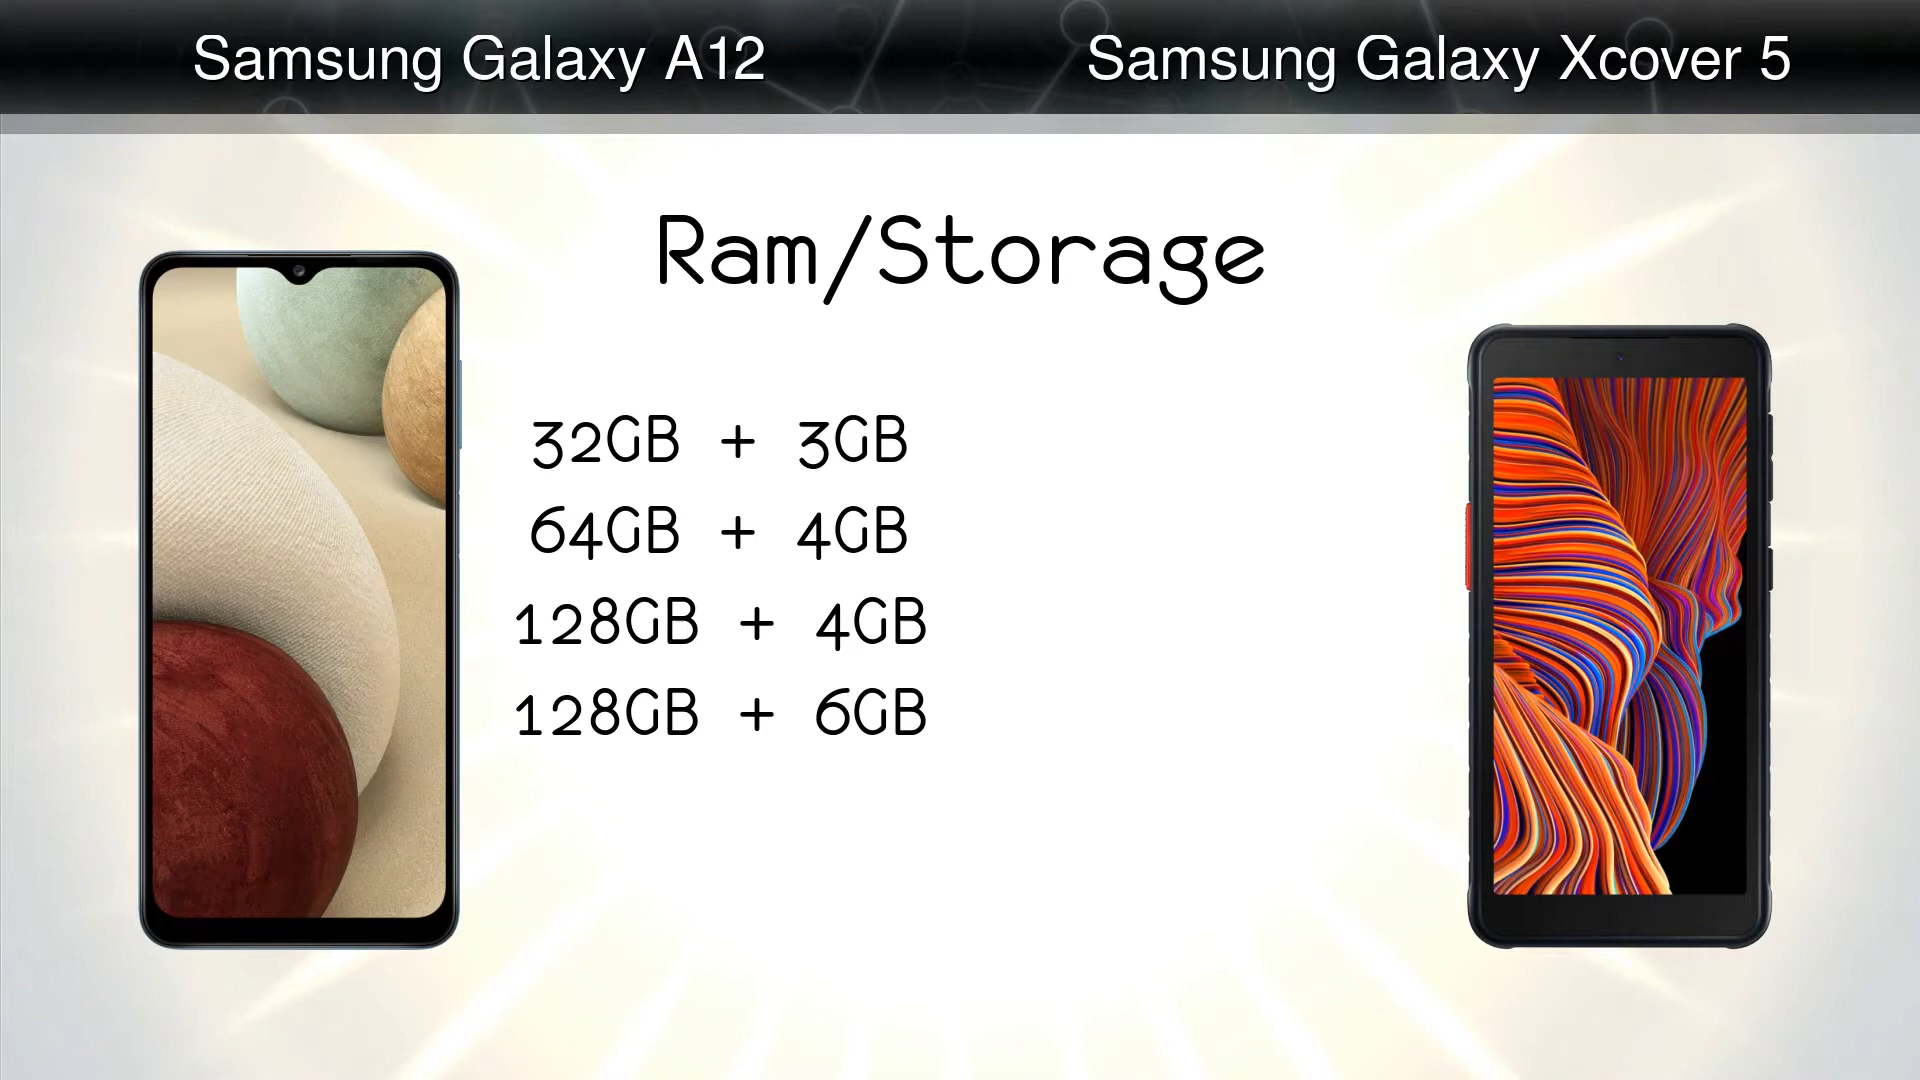 Samsung Galaxy A12
Samsung Galaxy Xcover 5
Ram/Storage
32GB + 3GB
64GB + 4GB
128GB + 4GB
128GB + 6GB